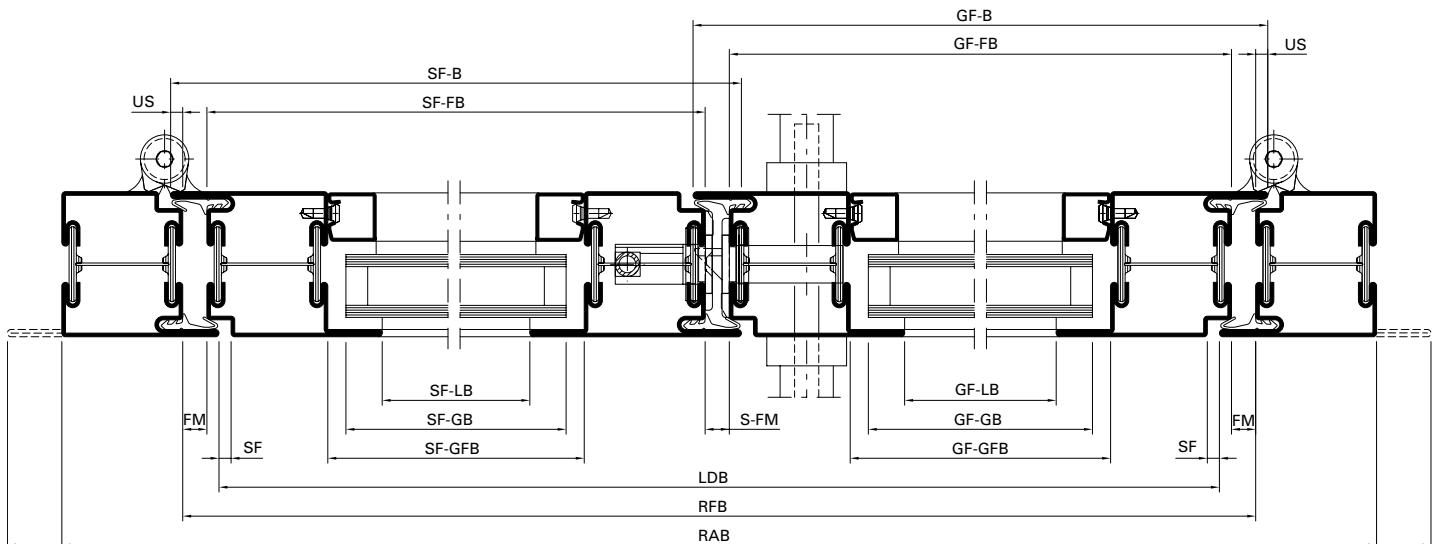 GF-B
GF-FB US
SF-B
US SF-FB
SF-LB GF-LB
FM SF-GB S-FM GF-GB FM
SF SF-GFB GF-GFB SF
LDB
RFB
RAB